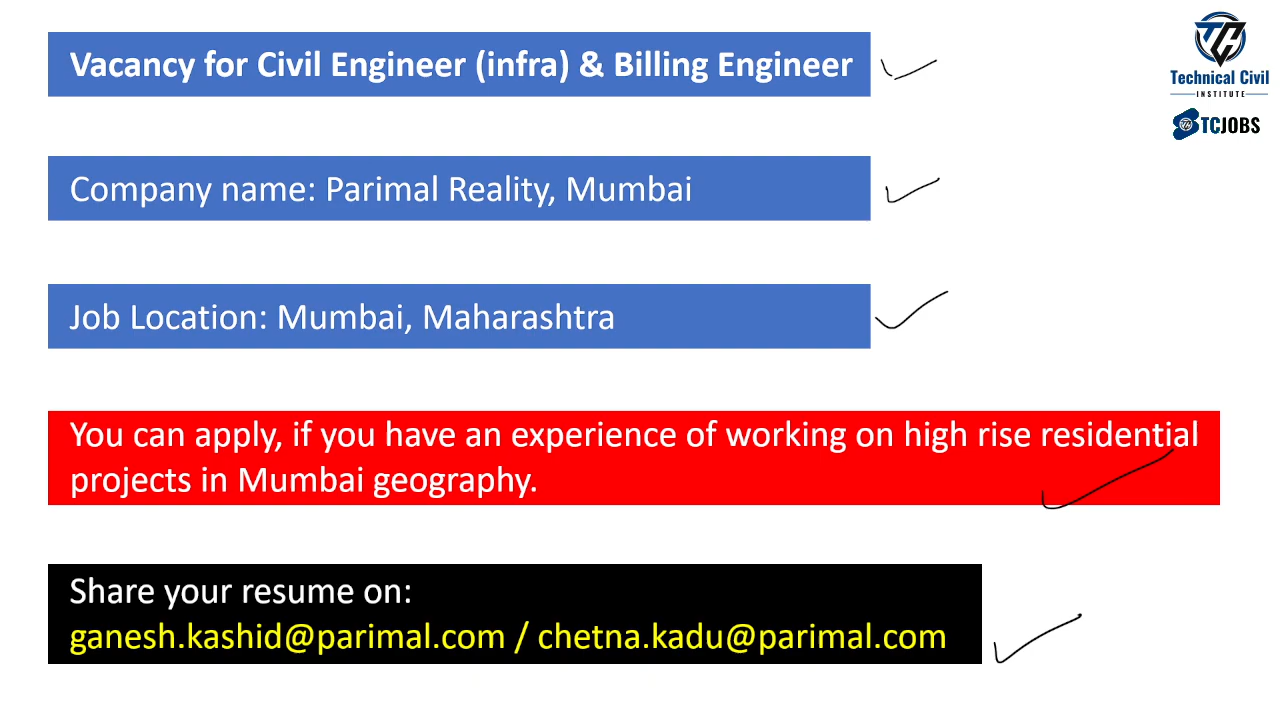 Vacancy for Civil Engineer (infra) & Billing Engineer
Technical Civil
INSTITUTE
TCJOBS
Company name: Parimal Reality, Mumbai
Job Location: Mumbai, Maharashtra
You can apply, if you have an experience of working on high rise residential
projects in Mumbai geography.
Share your resume on:
ganesh.kashid@parimal.com / chetna.kadu@parimal.com